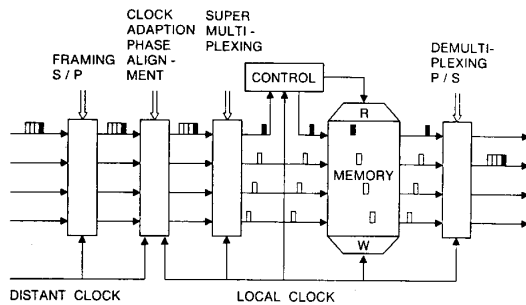 FRAMING
S / P
CLOCK
ADAPTION
PHASE
ALIGN -
MENT
SUPER
MULTI -
PLEXING
CONTROL
DEMULTI -
PLEXING
P / S
R
MEMORY
W
DISTANT CLOCK
LOCAL CLOCK